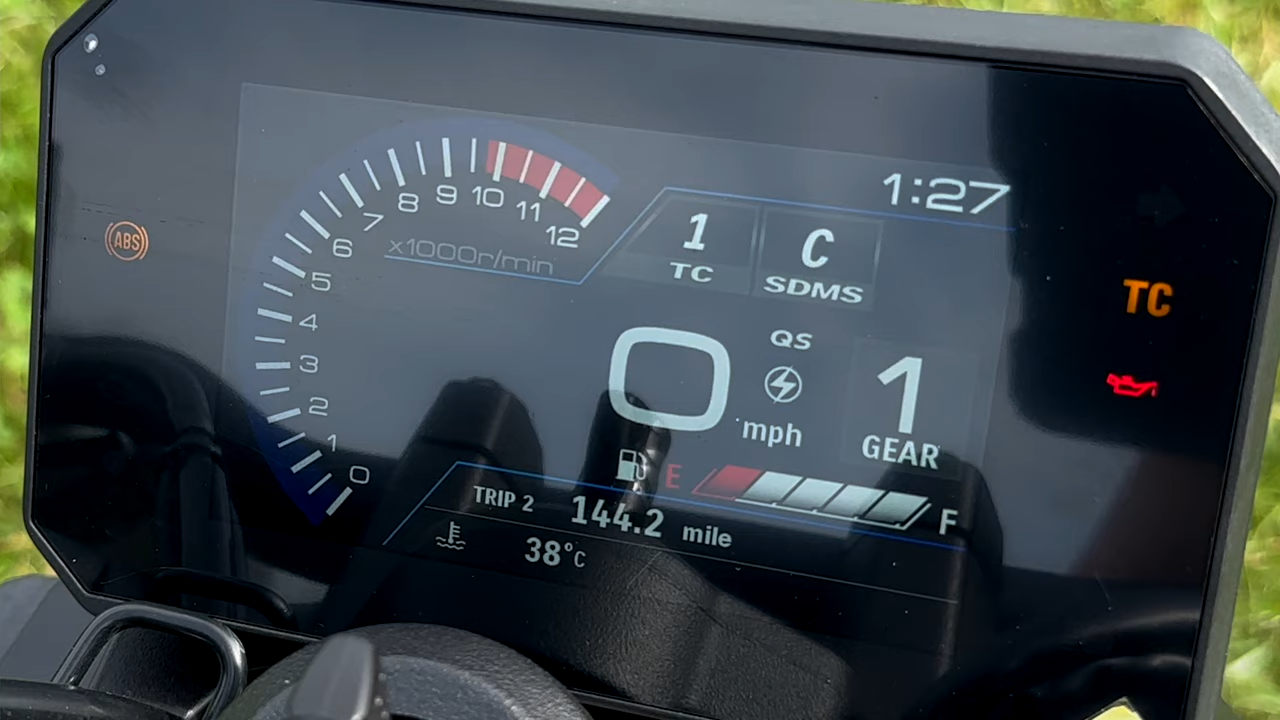 1:27
0 1 2 3 4 5 6 7 8 9 10 11 12
x1000r/min
1
TC
C
SDMS
ABS
TC
0
mph
QS
1
GEAR
E
F
TRIP 2 144.2 mile
38°C